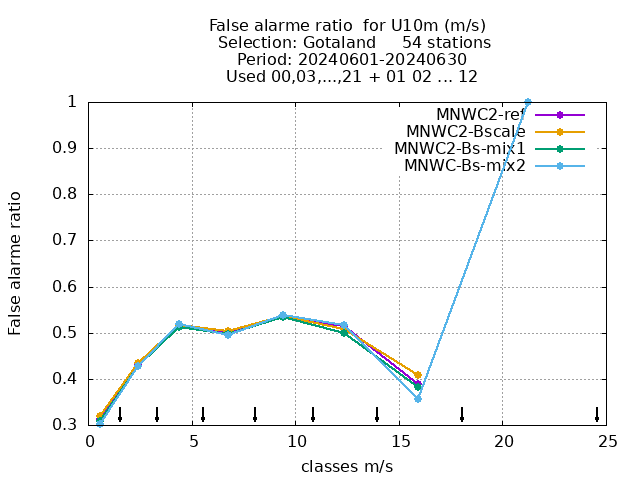 False alarme ratio  for U10m (m/s)
Selection: Gotaland     54 stations
Period: 20240601-20240630
Used 00,03,...,21 + 01 02 ... 12
MNWC2-ref
MNWC2-Bscale
MNWC2-Bs-mix1
MNWC-Bs-mix2
1
0.9
0.8
0.7
0.6
0.5
0.4
0.3
False alarme ratio
0 5 10 15 20 25
classes m/s